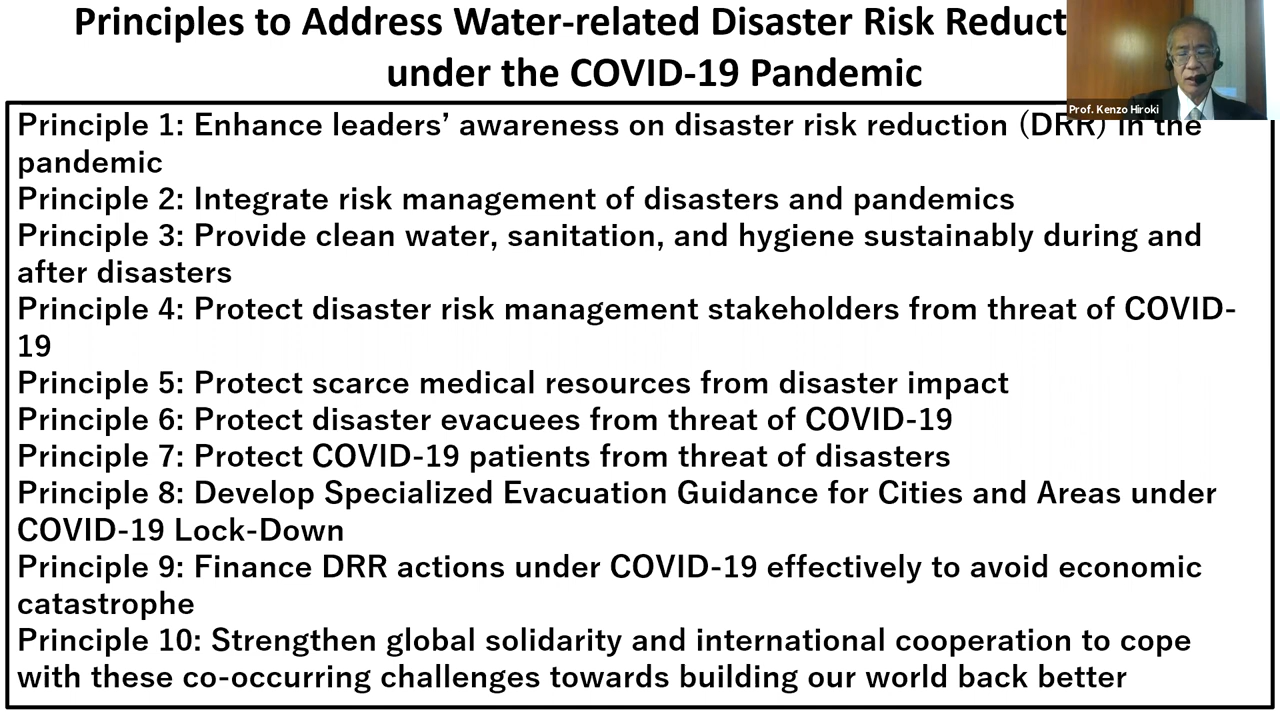 Principles to Address Water-related Disaster Risk Reduct
under the COVID-19 Pandemic
Prof. Kenzo Hiroki
Principle 1: Enhance leaders’ awareness on disaster risk reduction (DRR) in the
pandemic
Principle 2: Integrate risk management of disasters and pandemics
Principle 3: Provide clean water, sanitation, and hygiene sustainably during and
after disasters
Principle 4: Protect disaster risk management stakeholders from threat of COVID-
19
Principle 5: Protect scarce medical resources from disaster impact
Principle 6: Protect disaster evacuees from threat of COVID-19
Principle 7: Protect COVID-19 patients from threat of disasters
Principle 8: Develop Specialized Evacuation Guidance for Cities and Areas under
COVID-19 Lock-Down
Principle 9: Finance DRR actions under COVID-19 effectively to avoid economic
catastrophe
Principle 10: Strengthen global solidarity and international cooperation to cope
with these co-occurring challenges towards building our world back better